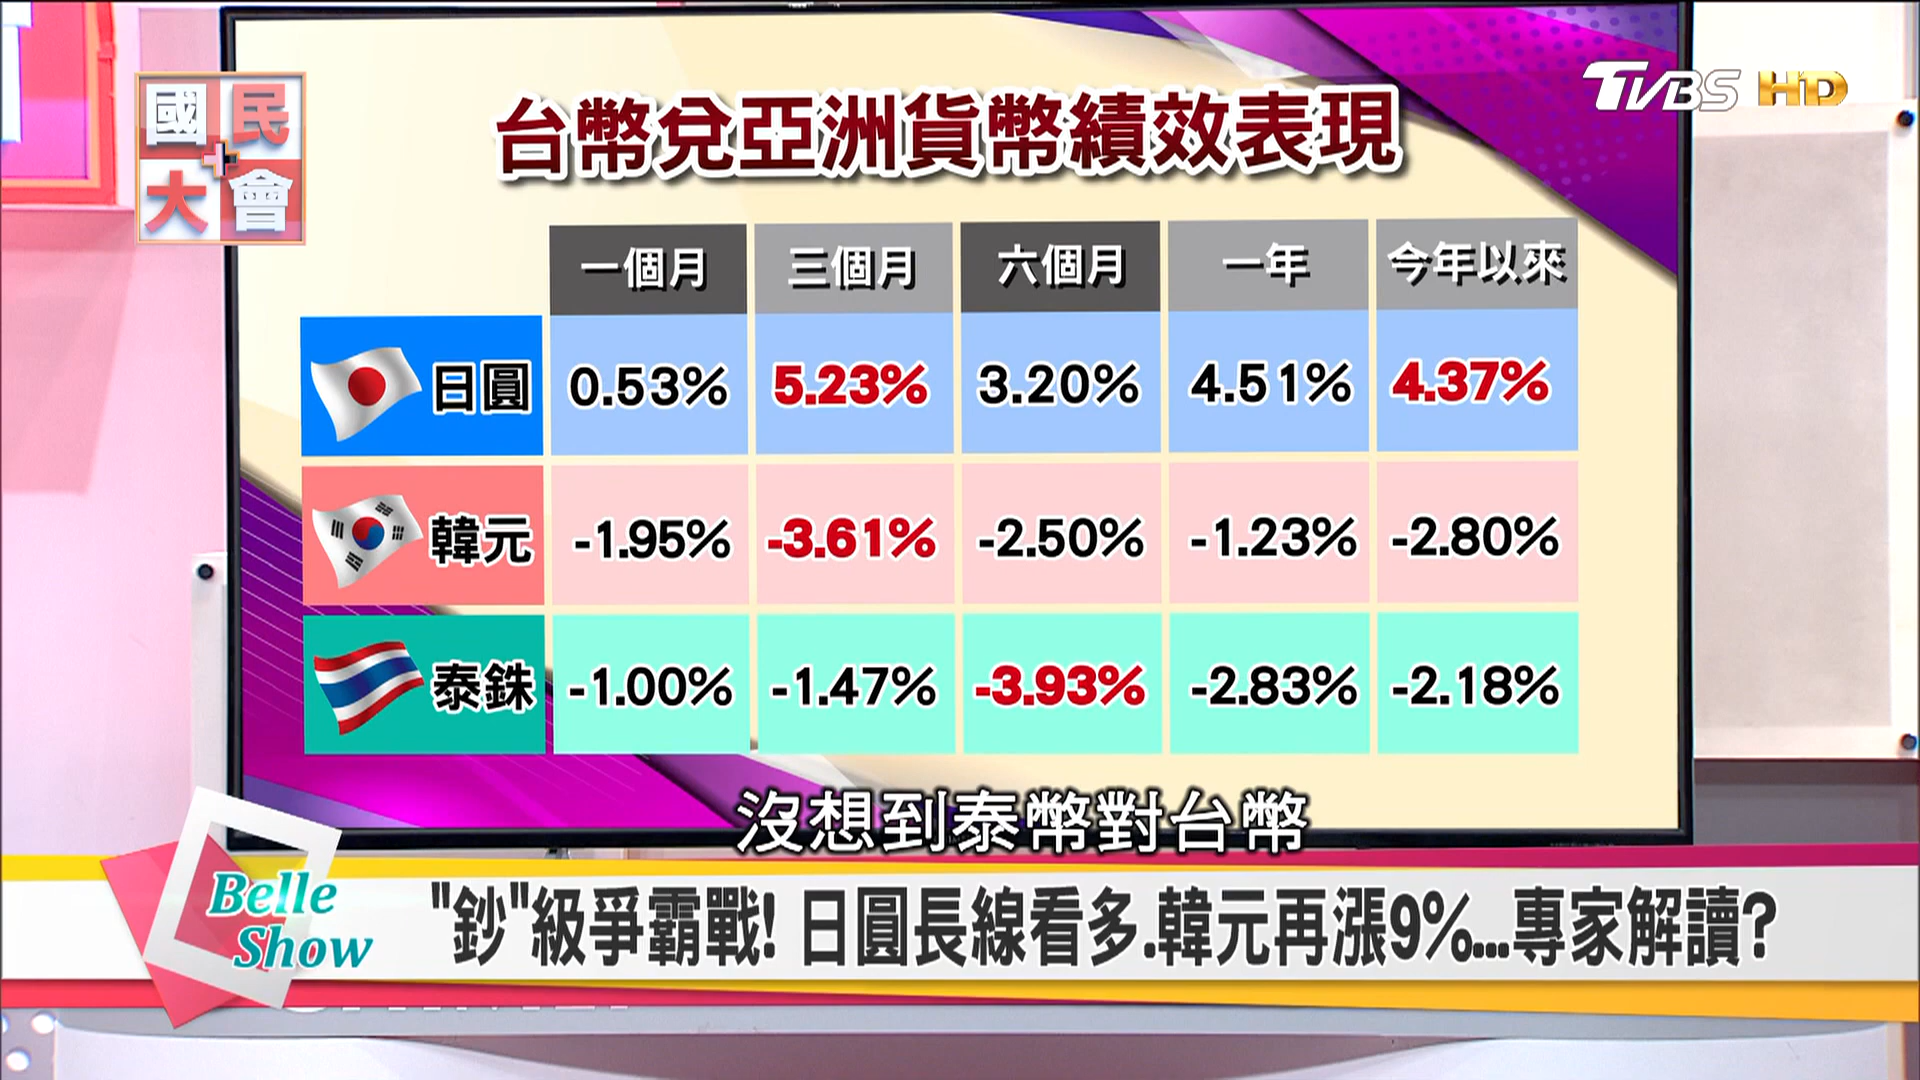 國民
大會
TVBS HD
台幣兌亞洲貨幣績效表現
一個月 三個月 六個月 一年 今年以來
日圓 0.53% 5.23% 3.20% 4.51% 4.37%
韓元 -1.95% -3.61% -2.50% -1.23% -2.80%
泰銖 -1.00% -1.47% -3.93% -2.83% -2.18%
沒想到泰幣對台幣
Belle
Show
"鈔"級爭霸戰! 日圓長線看多.韓元再漲9%...專家解讀?